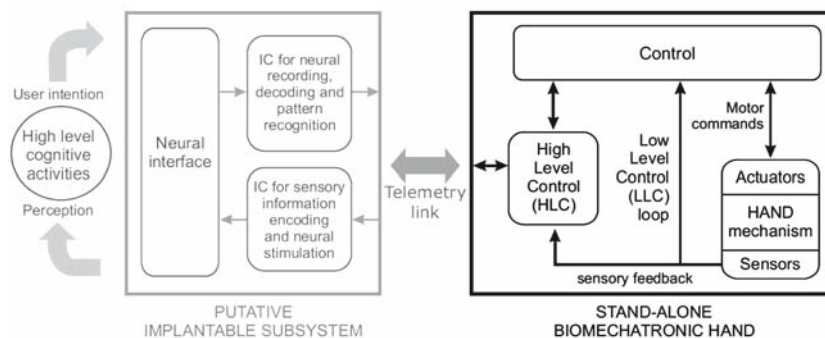 User intention
High level
cognitive
activities
Perception
Neural
interface
IC for neural
recording,
decoding and
pattern
recognition
IC for sensory
information
encoding
and neural
stimulation
PUTATIVE
IMPLANTABLE SUBSYSTEM
Telemetry
link
Control
High
Level
Control
(HLC)
Low
Level
Control
(LLC)
loop
Motor
commands
Actuators
HAND
mechanism
Sensors
sensory feedback
STAND-ALONE
BIOMECHATRONIC HAND